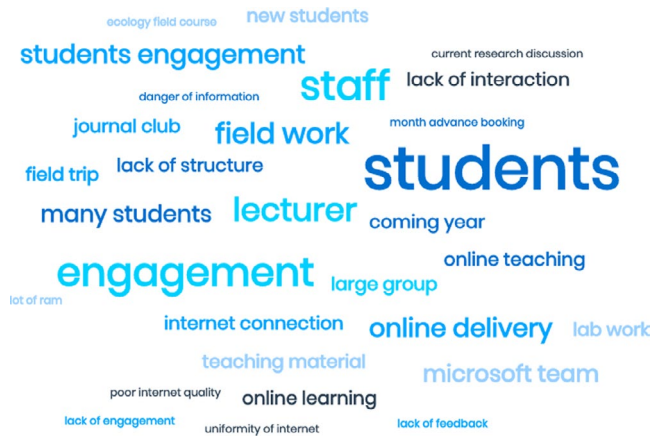 ecology field course
new students
students engagement
current research discussion
staff
lack of interaction
danger of information
journal club
field work
month advance booking
students
field trip
lack of structure
many students
lecturer
coming year
online teaching
engagement
large group
lot of ram
internet connection
online delivery
lab work
teaching material
microsoft team
poor internet quality
online learning
lack of engagement
uniformity of internet
lack of feedback